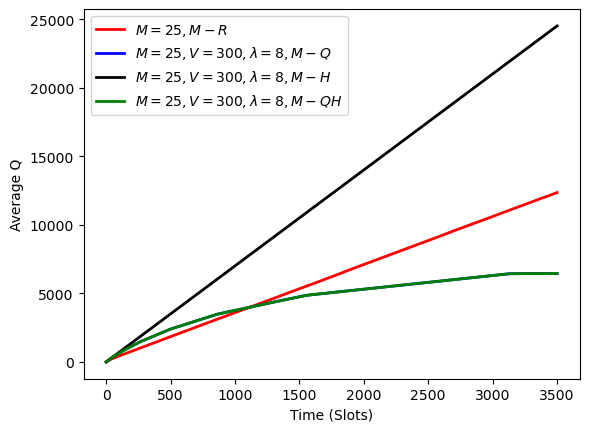 25000
20000
15000
10000
5000
0
Average Q
M = 25, M − R
M = 25, V = 300, λ = 8, M − Q
M = 25, V = 300, λ = 8, M − H
M = 25, V = 300, λ = 8, M − QH
0 500 1000 1500 2000 2500 3000 3500
Time (Slots)